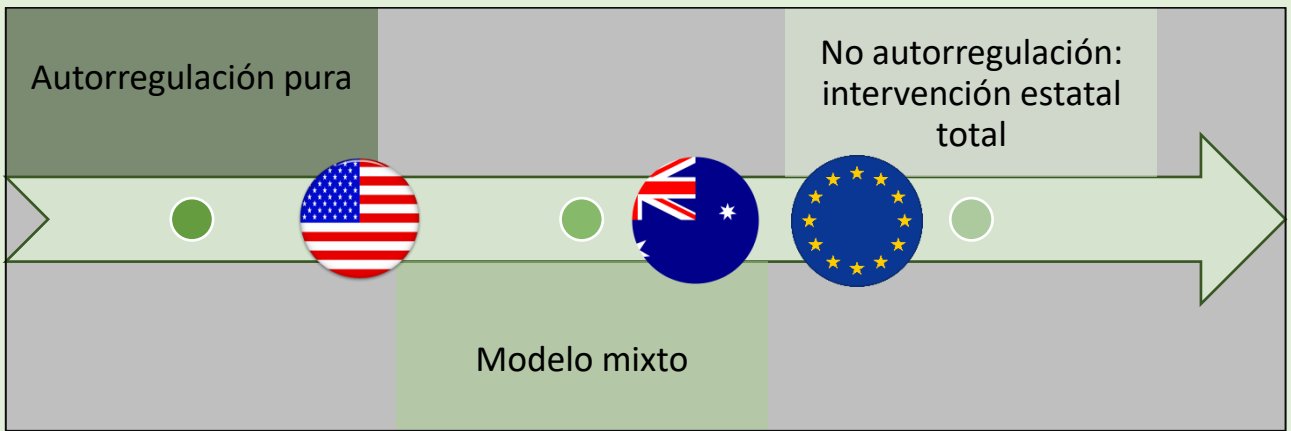 Autorregulación pura
No autorregulación:
intervención estatal
total
Modelo mixto